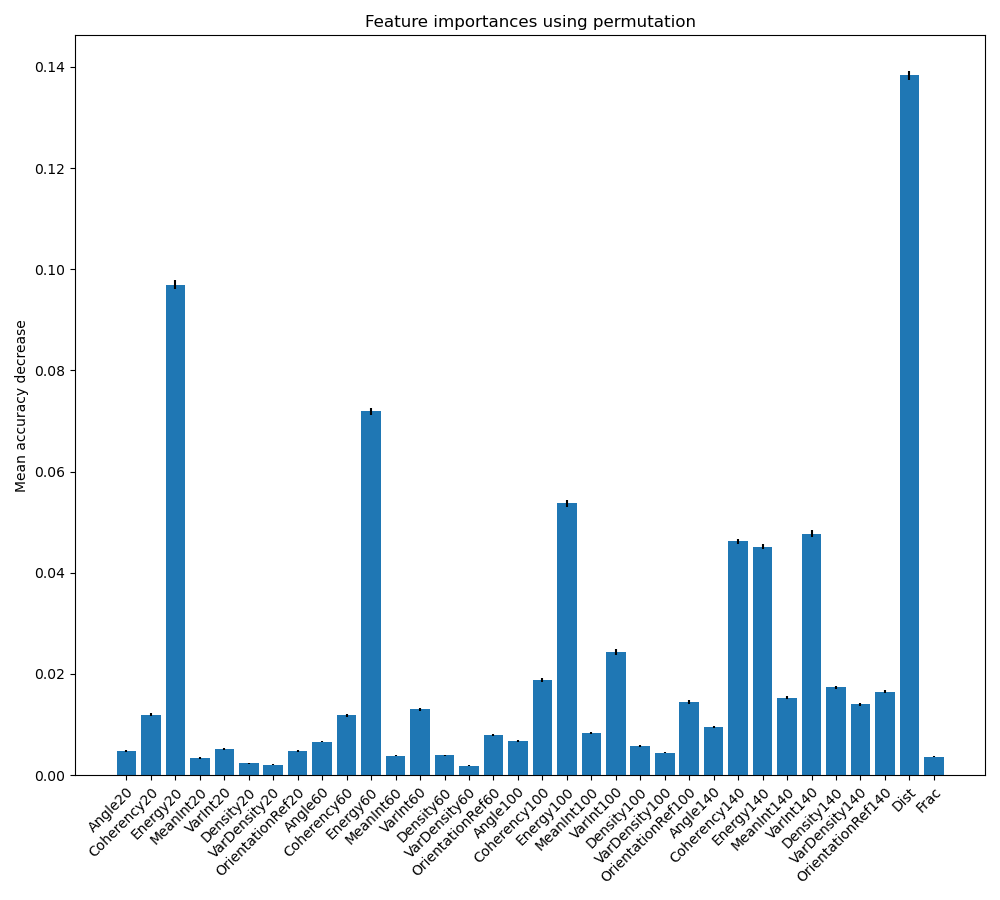 Feature importances using permutation
Mean accuracy decrease
0.14
0.12
0.10
0.08
0.06
0.04
0.02
0.00
Angle20
Coherency20
Energy20
MeanInt20
VarInt20
Density20
VarDensity20
OrientationRef20
Angle60
Coherency60
Energy60
MeanInt60
VarInt60
Density60
VarDensity60
OrientationRef60
Angle100
Coherency100
Energy100
MeanInt100
VarInt100
Density100
VarDensity100
OrientationRef100
Angle140
Coherency140
Energy140
MeanInt140
VarInt140
Density140
VarDensity140
OrientationRef140
Dist
Frac